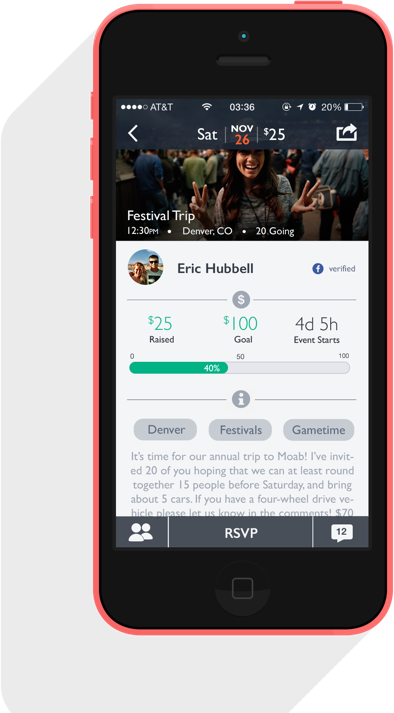 AT&T 03:36 20%
Sat NOV 26 $25
Festival Trip
12:30PM • Denver, CO • 20 Going
Eric Hubbell f verified
$
$25 $100 4d 5h
Raised Goal Event Starts
0 50 100
40%
i
Denver Festivals Gametime
It's time for our annual trip to Moab! I've invit-
ed 20 of you hoping that we can at least round
together 15 people before Saturday, and bring
about 5 cars. If you have a four-wheel drive ve-
hicle please let us know in the comments! $70
RSVP 12